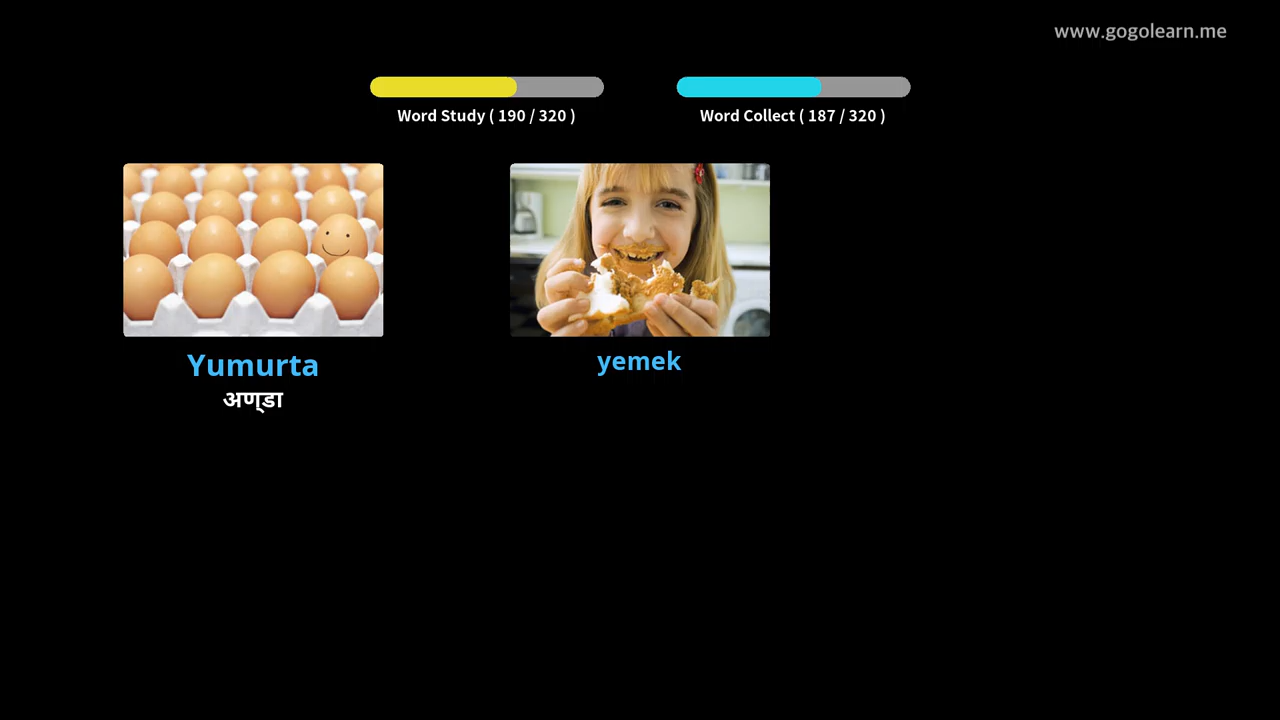 www.gogolearn.me
Word Study ( 190 / 320 )
Word Collect ( 187 / 320 )
Yumurta
अण्डा
yemek